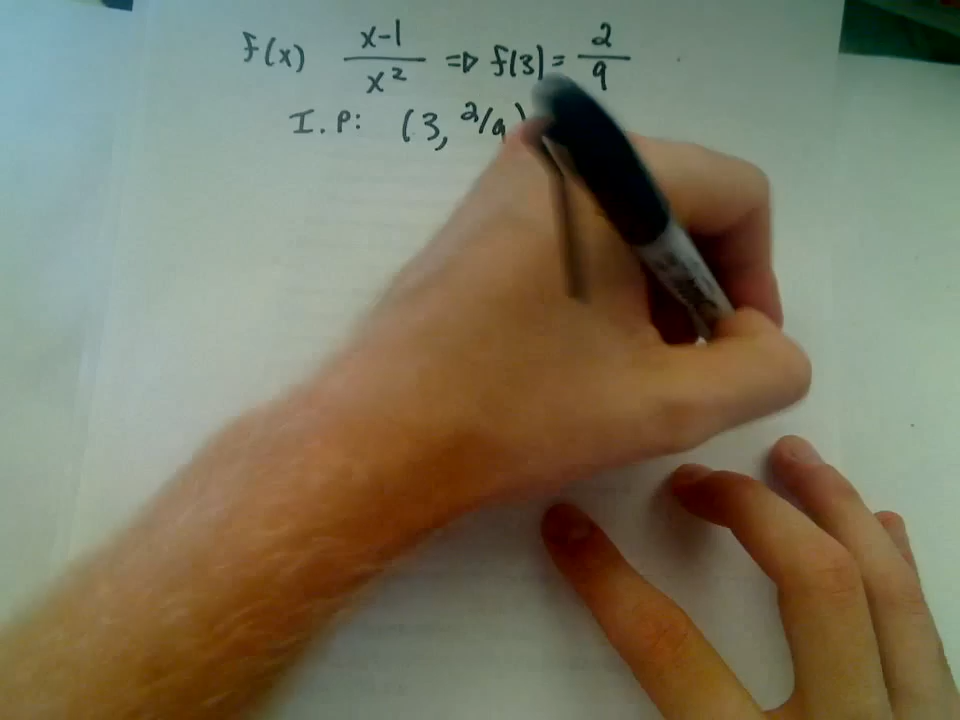 f(x) x-1/x² => f(3) = 2/9
I.P: (3, 2/9)